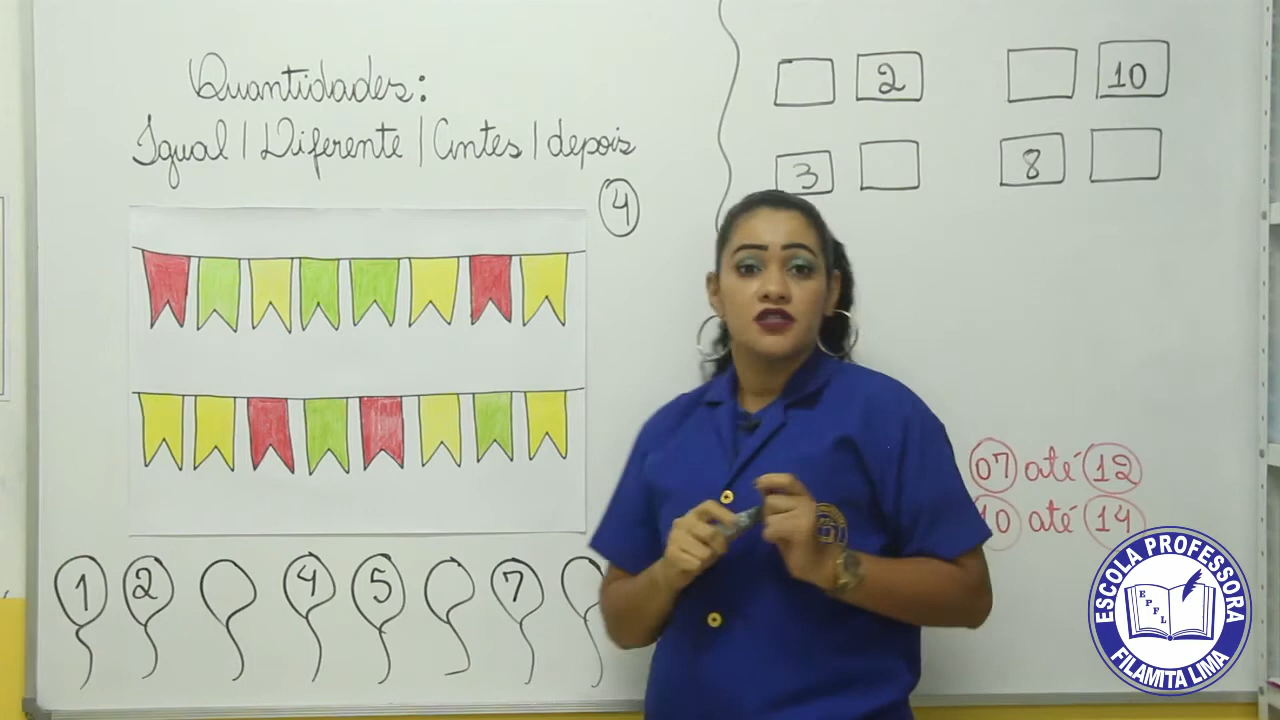 Quantidades:
Igual | Diferente | Antes | depois
4
2
10
3
8
1 2 4 5 7
07 até 12
10 até 14
ESCOLA PROFESSORA
EPFL
FILAMITA LIMA